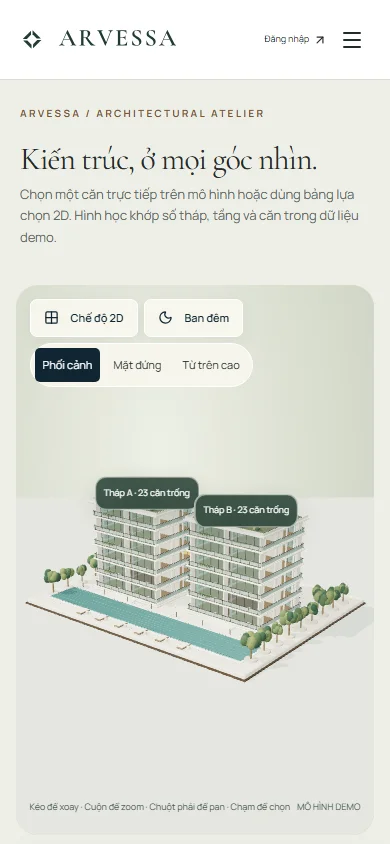 ARVESSA
Đăng nhập
ARVESSA / ARCHITECTURAL ATELIER
Kiến trúc, ở mọi góc nhìn.
Chọn một căn trực tiếp trên mô hình hoặc dùng bảng lựa
chọn 2D. Hình học khớp số tháp, tầng và căn trong dữ liệu
demo.
Chế độ 2D
Ban đêm
Phối cảnh
Mặt đứng
Từ trên cao
Tháp A · 23 căn trống
Tháp B · 23 căn trống
Kéo để xoay · Cuộn để zoom · Chuột phải để pan · Chạm để chọn
MÔ HÌNH DEMO